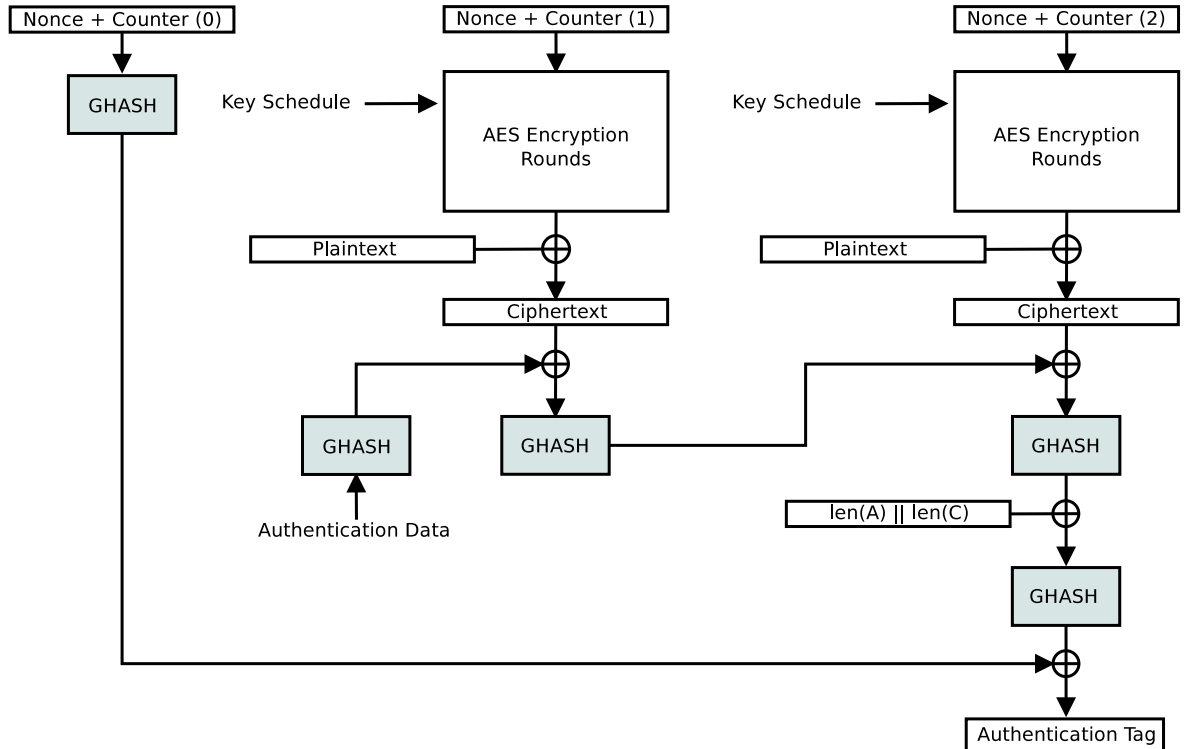 Nonce + Counter (0)
Nonce + Counter (1)
Nonce + Counter (2)
GHASH
Key Schedule
AES Encryption
Rounds
Key Schedule
AES Encryption
Rounds
Plaintext
Plaintext
Ciphertext
Ciphertext
GHASH
GHASH
GHASH
len(A) || len(C)
Authentication Data
GHASH
Authentication Tag